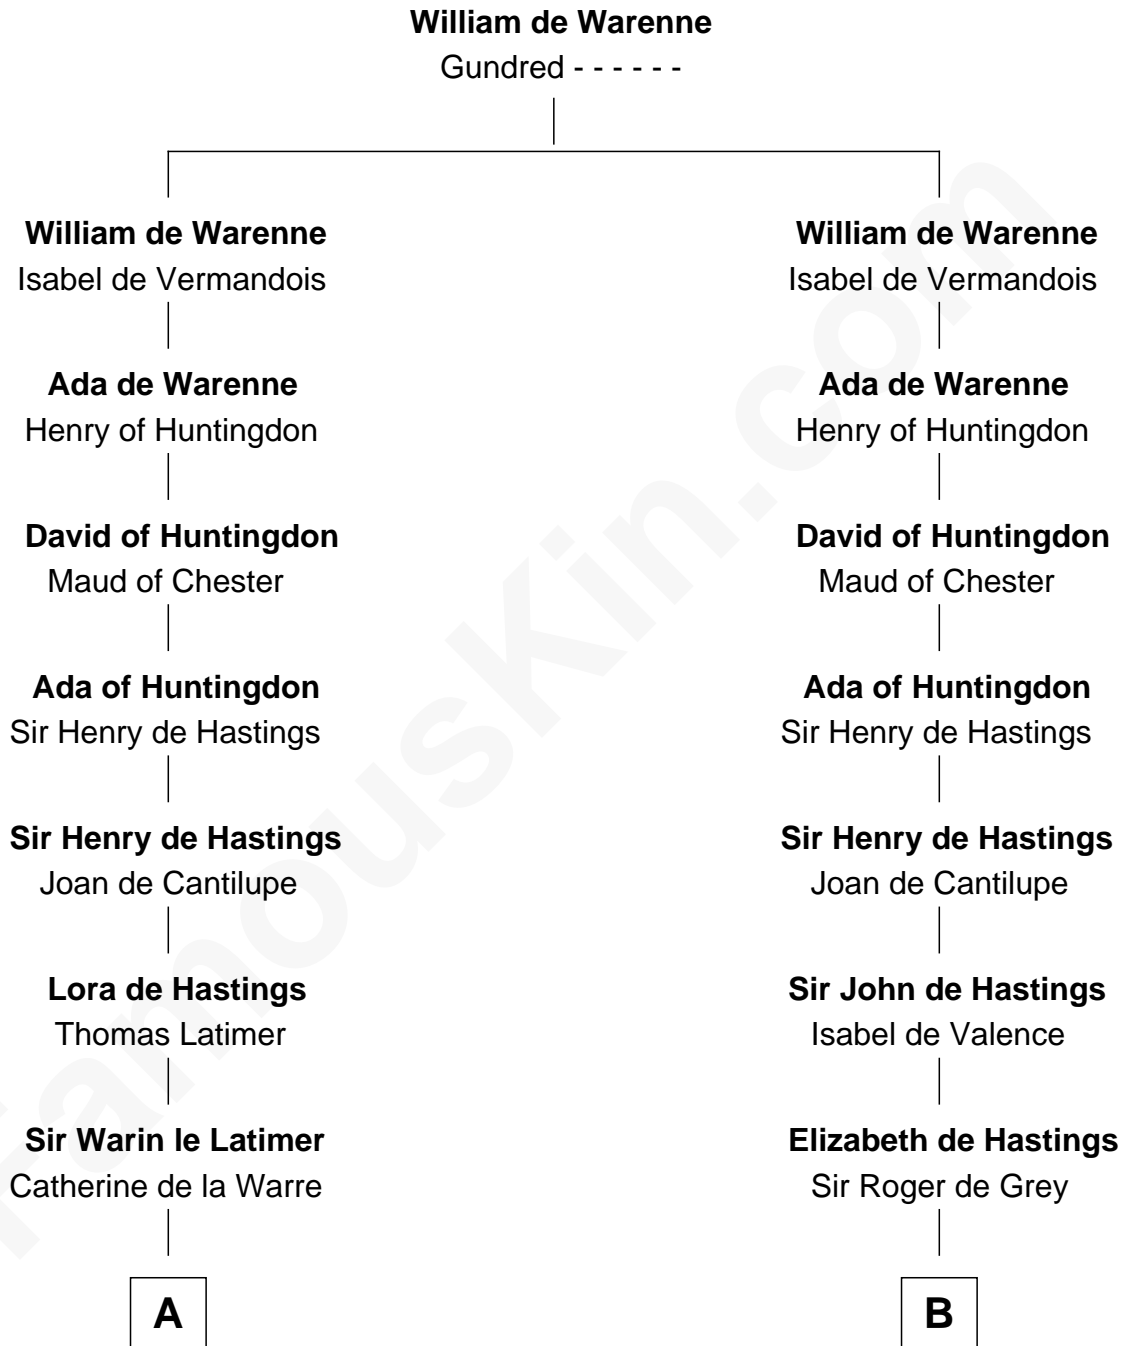 William de Warenne
Gundred - - - - - -
William de Warenne
Isabel de Vermandois
Ada de Warenne
Henry of Huntingdon
David of Huntingdon
Maud of Chester
Ada of Huntingdon
Sir Henry de Hastings
Sir Henry de Hastings
Joan de Cantilupe
Lora de Hastings
Thomas Latimer
Sir Warin le Latimer
Catherine de la Warre
A
William de Warenne
Isabel de Vermandois
Ada de Warenne
Henry of Huntingdon
David of Huntingdon
Maud of Chester
Ada of Huntingdon
Sir Henry de Hastings
Sir Henry de Hastings
Joan de Cantilupe
Sir John de Hastings
Isabel de Valence
Elizabeth de Hastings
Sir Roger de Grey
B
FamousKin.com